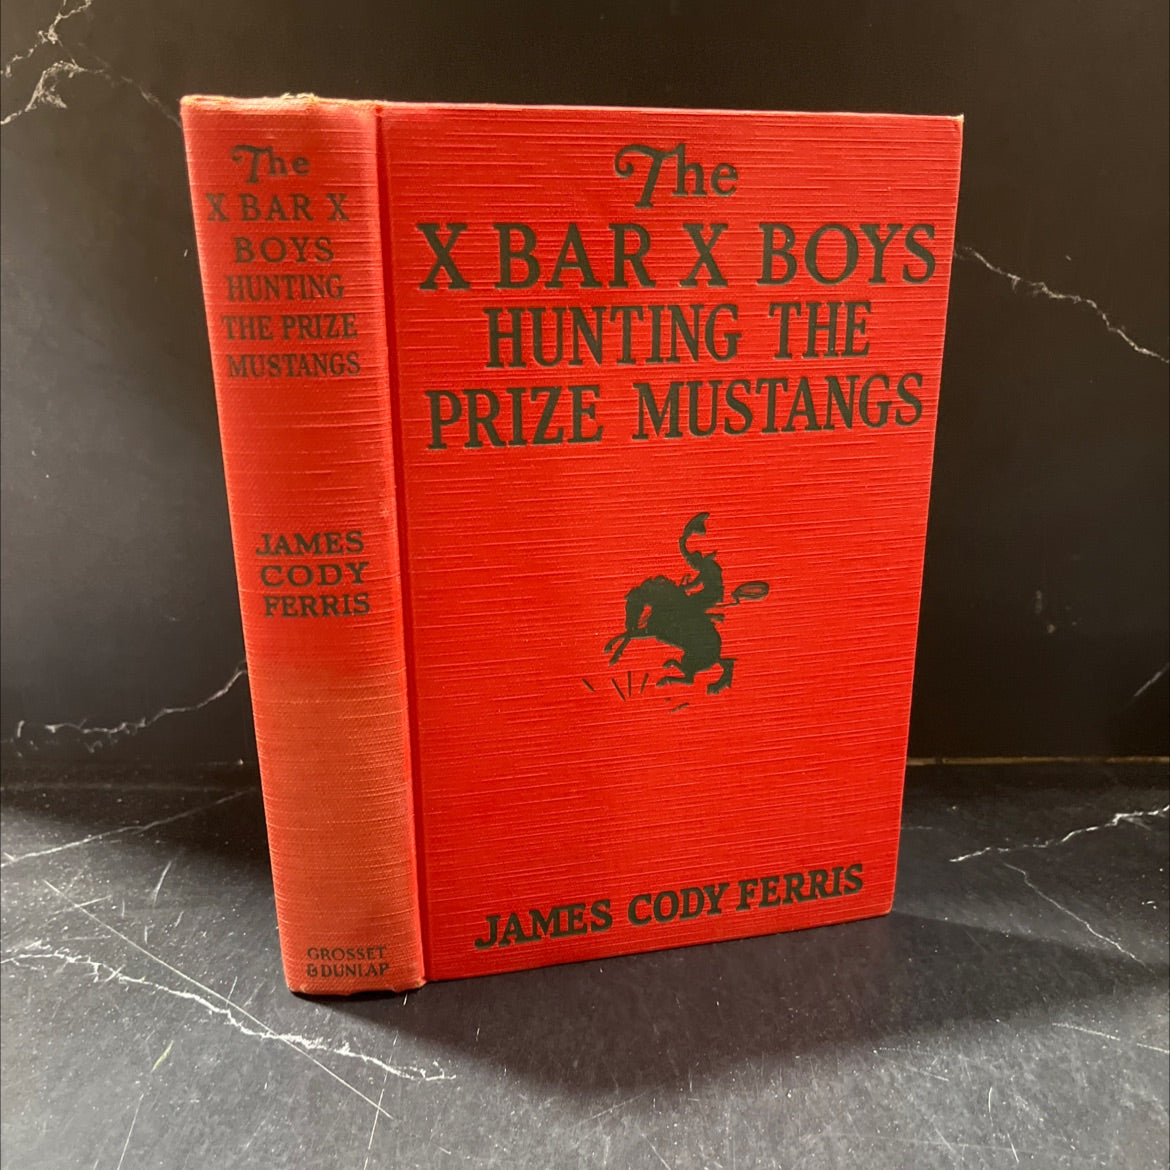 The
X BAR X
BOYS
HUNTING
THE PRIZE
MUSTANGS
JAMES
CODY
FERRIS
GROSSET
& DUNLAP
The
X BAR X BOYS
HUNTING THE
PRIZE MUSTANGS
JAMES CODY FERRIS